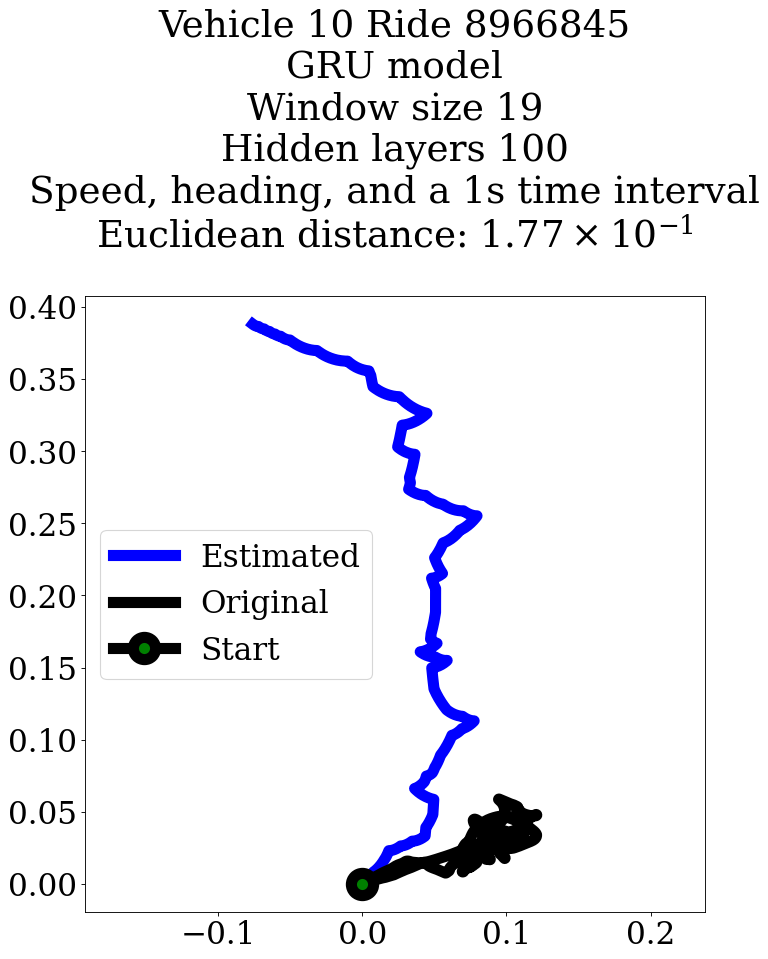 Vehicle 10 Ride 8966845
GRU model
Window size 19
Hidden layers 100
Speed, heading, and a 1s time interval
Euclidean distance: 1.77 × 10⁻¹
0.40
0.35
0.30
0.25
0.20
0.15
0.10
0.05
0.00
Estimated
Original
Start
−0.1
0.0
0.1
0.2